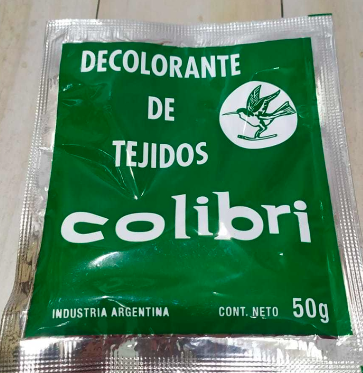 DECOLORANTE
DE
TEJIDOS
colibri
INDUSTRIA ARGENTINA CONT. NETO 50g